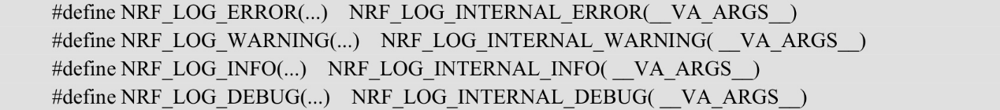 #define NRF_LOG_ERROR(...) NRF_LOG_INTERNAL_ERROR(__VA_ARGS__)
#define NRF_LOG_WARNING(...) NRF_LOG_INTERNAL_WARNING( __VA_ARGS__)
#define NRF_LOG_INFO(...) NRF_LOG_INTERNAL_INFO( __VA_ARGS__)
#define NRF_LOG_DEBUG(...) NRF_LOG_INTERNAL_DEBUG( __VA_ARGS__)